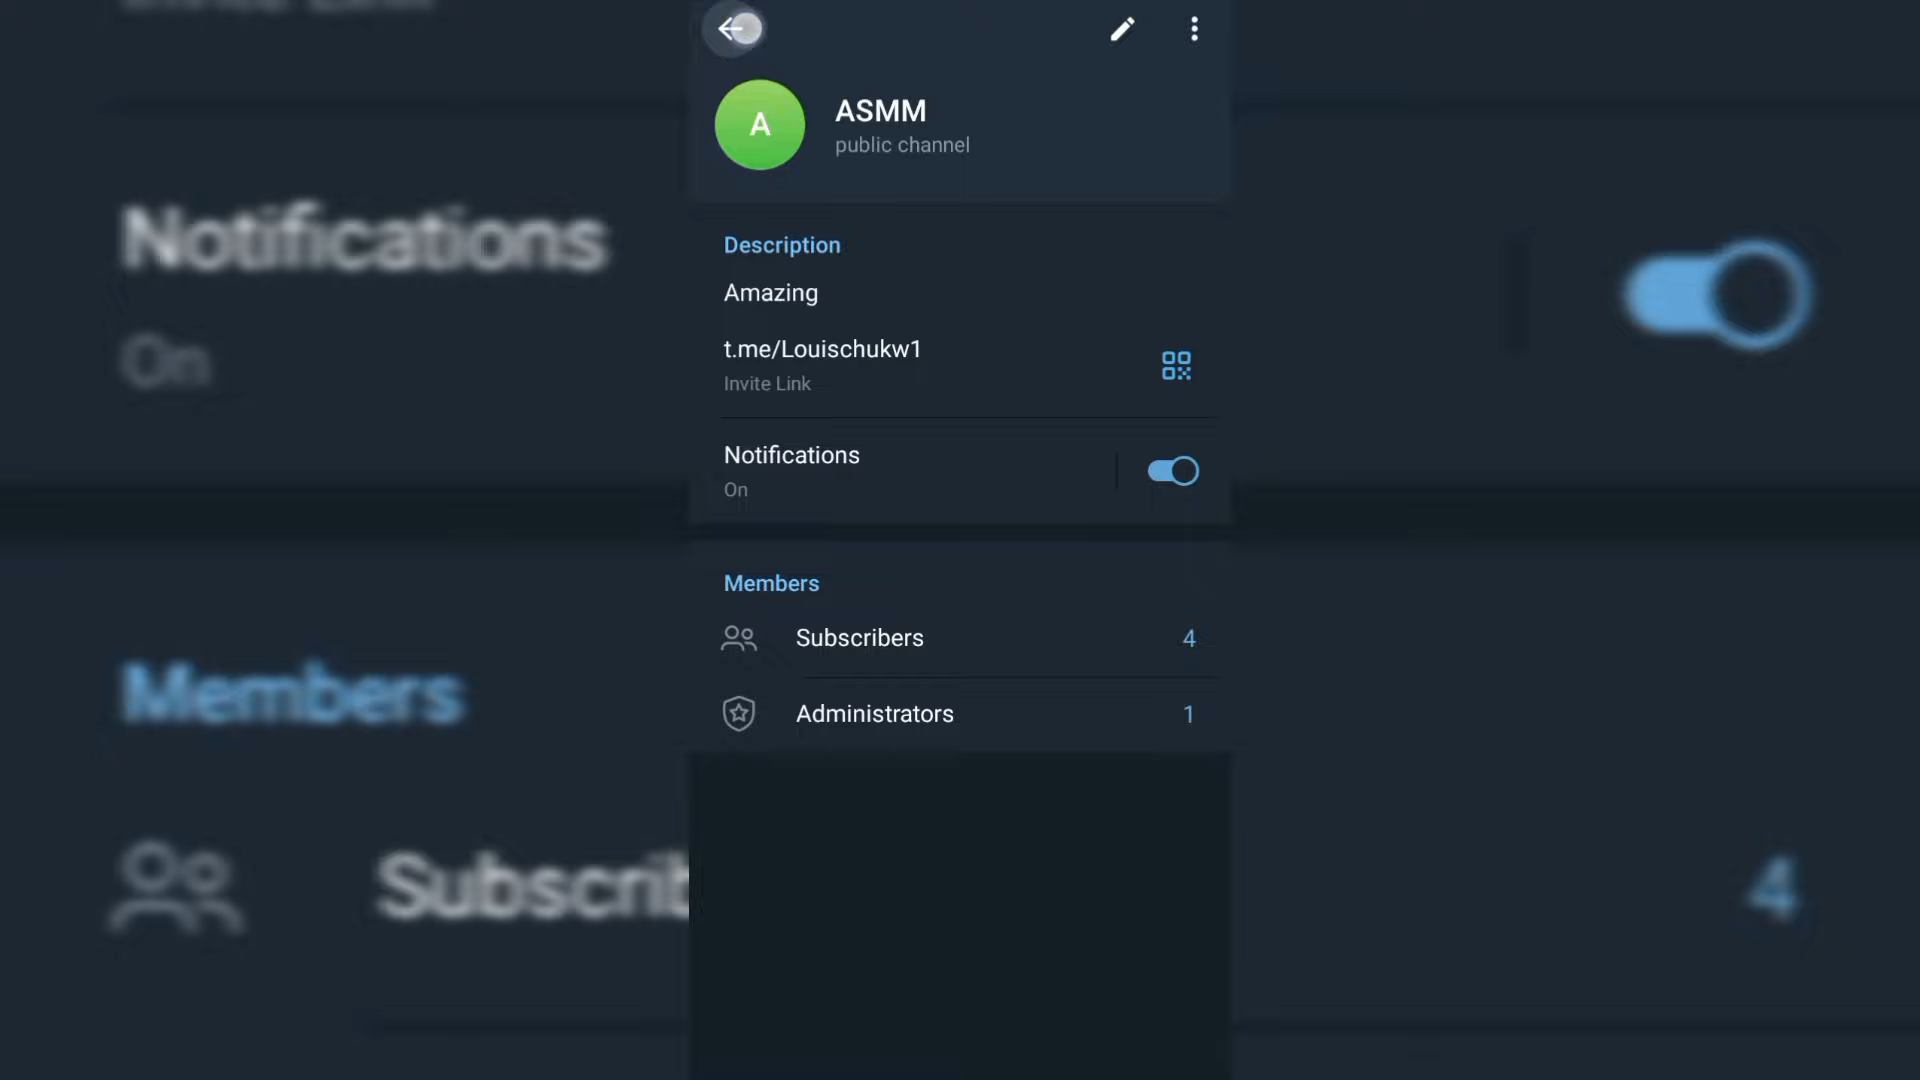 A
ASMM
public channel
Description
Amazing
t.me/Louischukw1
Invite Link
Notifications
On
Members
Subscribers 4
Administrators 1
Notifications
On
Members
Subscrib
4